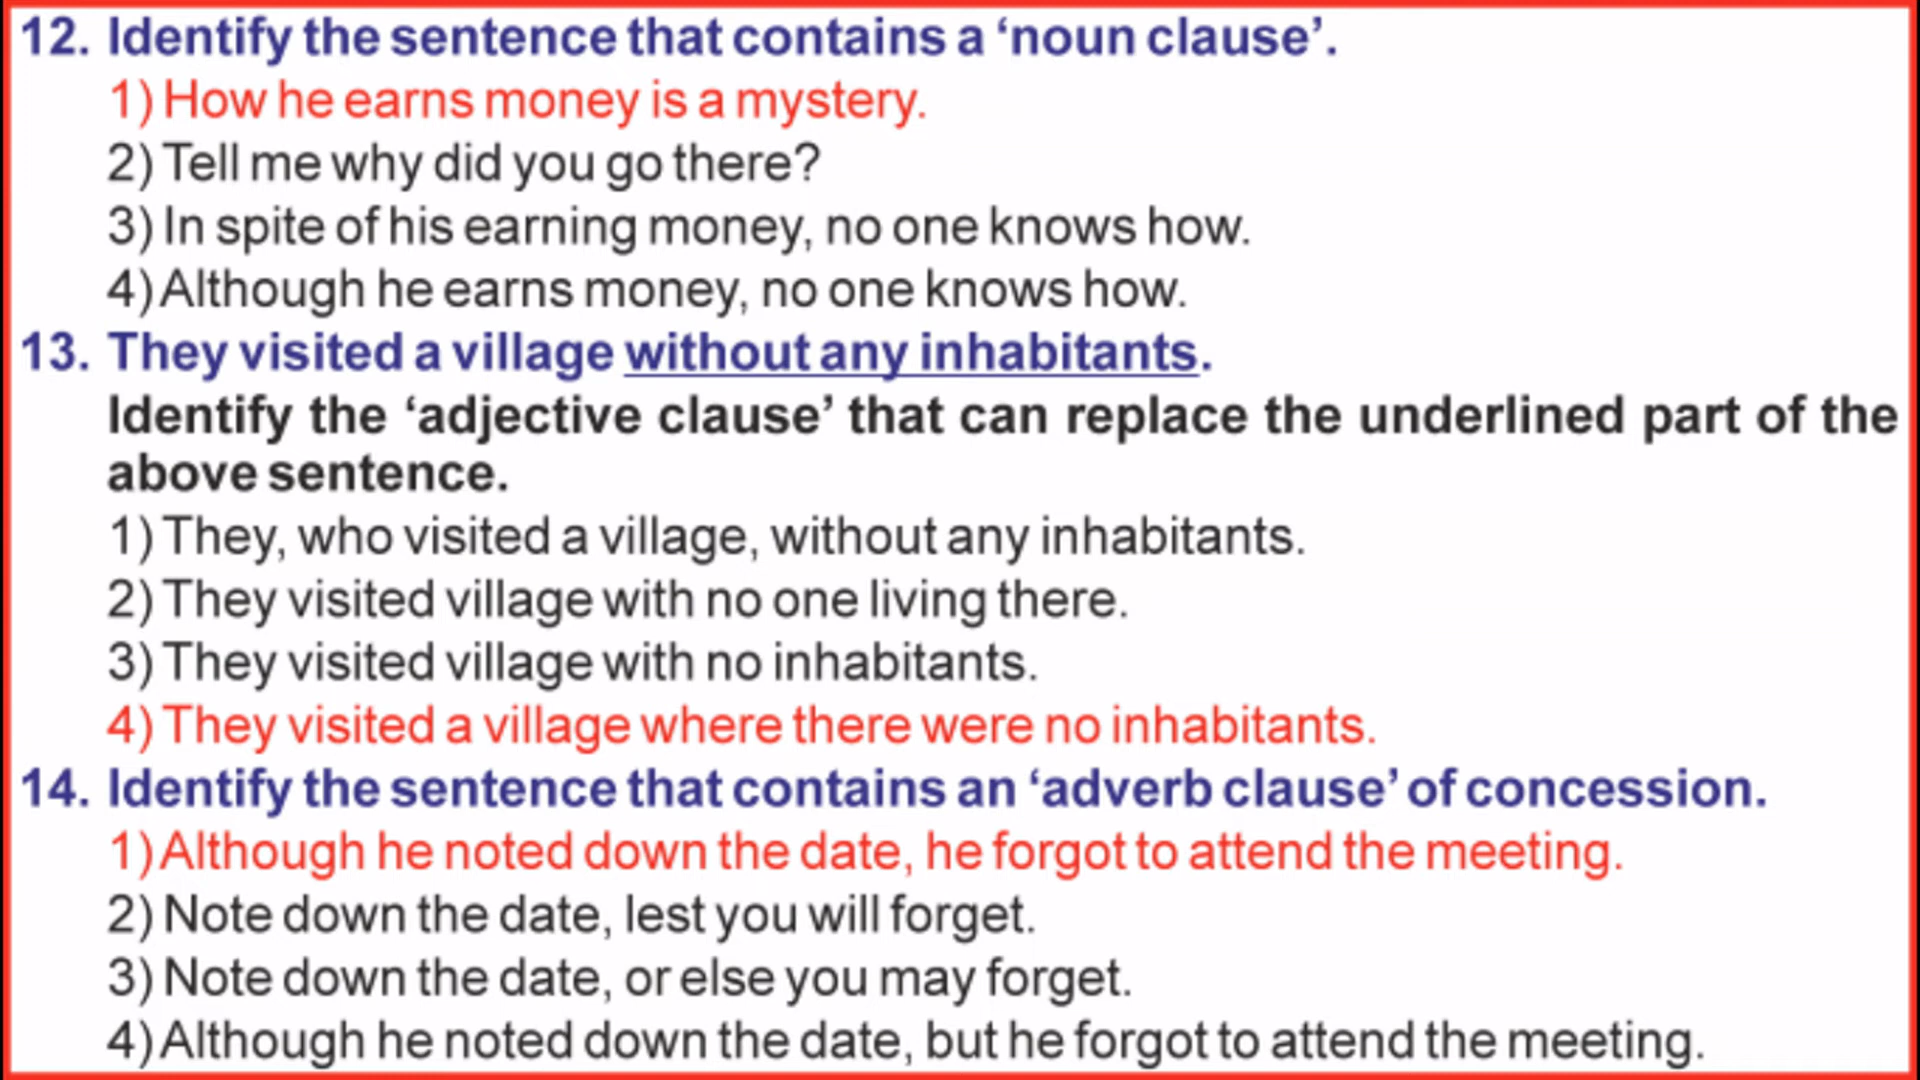 12. Identify the sentence that contains a ‘noun clause’.
1) How he earns money is a mystery.
2) Tell me why did you go there?
3) In spite of his earning money, no one knows how.
4) Although he earns money, no one knows how.
13. They visited a village without any inhabitants.
Identify the ‘adjective clause’ that can replace the underlined part of the
above sentence.
1) They, who visited a village, without any inhabitants.
2) They visited village with no one living there.
3) They visited village with no inhabitants.
4) They visited a village where there were no inhabitants.
14. Identify the sentence that contains an ‘adverb clause’ of concession.
1) Although he noted down the date, he forgot to attend the meeting.
2) Note down the date, lest you will forget.
3) Note down the date, or else you may forget.
4) Although he noted down the date, but he forgot to attend the meeting.